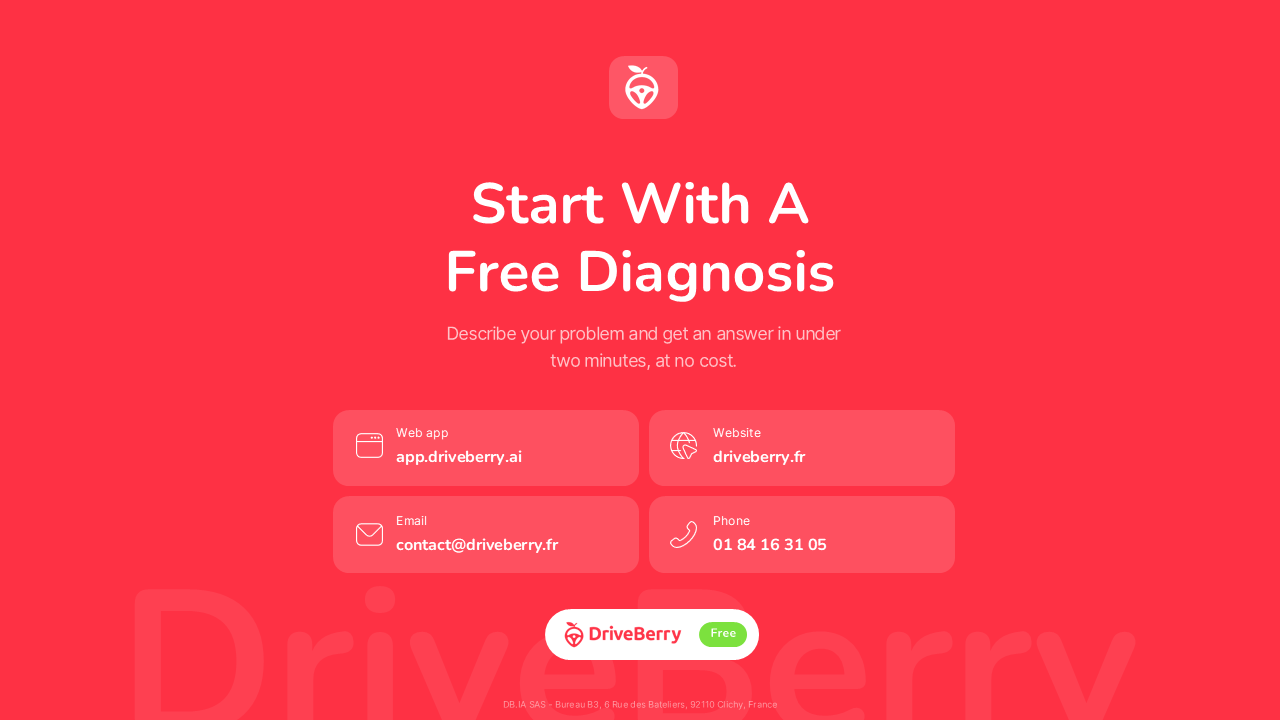 Start With A
Free Diagnosis
Describe your problem and get an answer in under
two minutes, at no cost.
Web app
app.driveberry.ai
Website
driveberry.fr
Email
contact@driveberry.fr
Phone
01 84 16 31 05
DriveBerry
DriveBerry Free
DB.IA SAS - Bureau B3, 6 Rue des Bateliers, 92110 Clichy, France